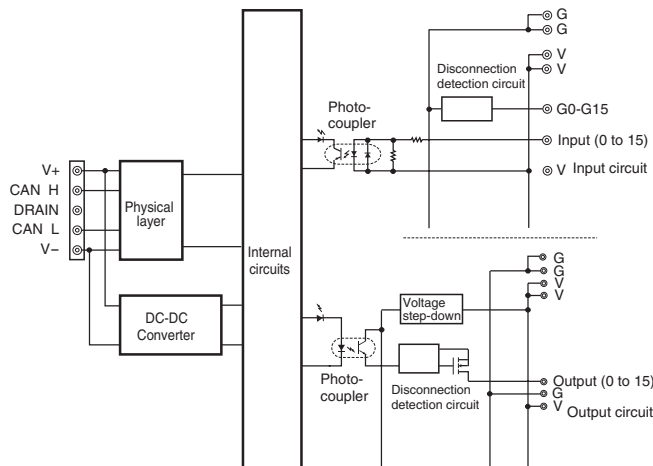 G
G
V
V
Disconnection
detection circuit
G0-G15
Photo-
coupler
Input (0 to 15)
V Input circuit
V+
CAN H
DRAIN
CAN L
V−
Physical
layer
Internal
circuits
DC-DC
Converter
G
G
V
V
Voltage
step-down
Photo-
coupler
Disconnection
detection circuit
Output (0 to 15)
G
V Output circuit